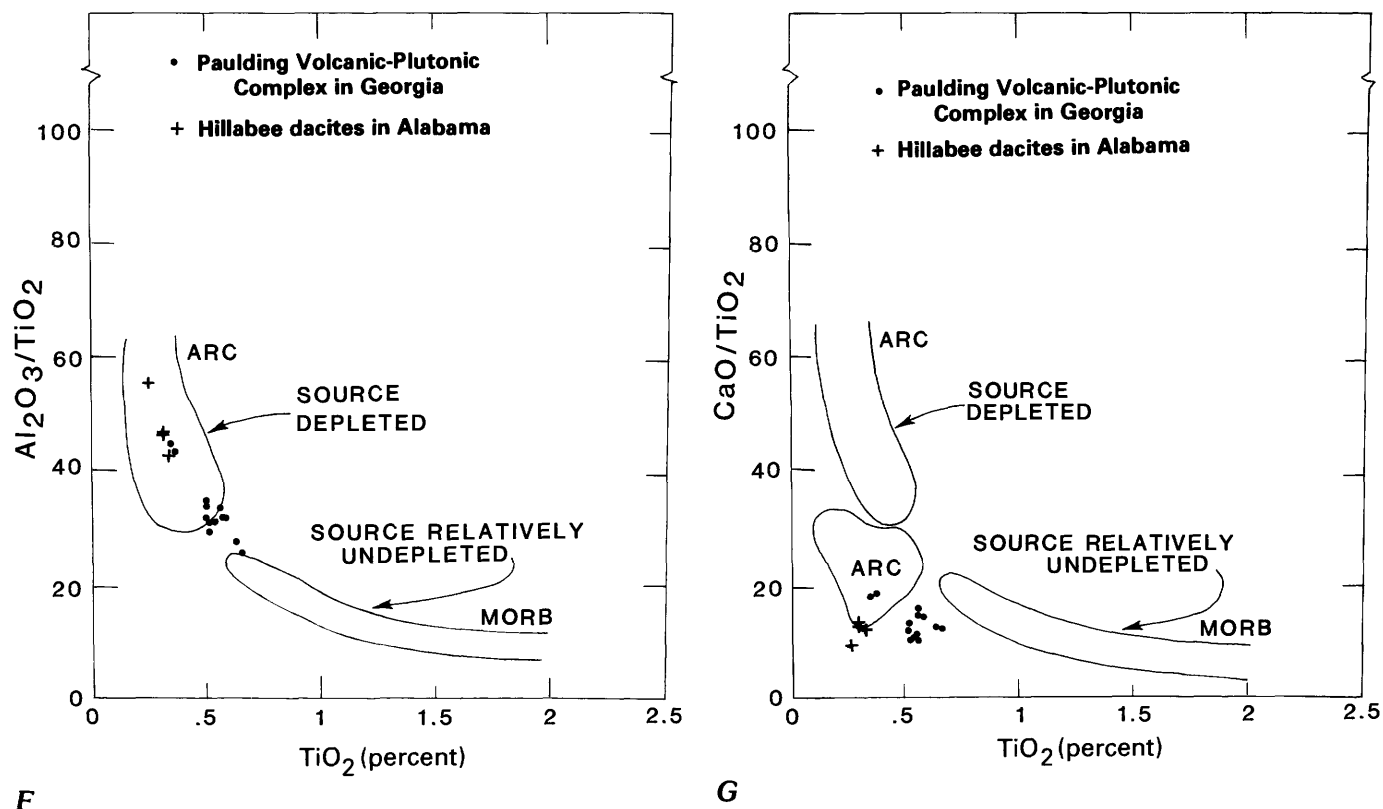 • Paulding Volcanic-Plutonic
Complex in Georgia
+ Hillabee dacites in Alabama
100
80
60
40
20
0
Al₂O₃/TiO₂
ARC
SOURCE
DEPLETED
SOURCE RELATIVELY
UNDEPLETED
MORB
0 .5 1 1.5 2 2.5
TiO₂ (percent)
F
• Paulding Volcanic-Plutonic
Complex in Georgia
+ Hillabee dacites in Alabama
100
80
60
40
20
0
CaO/TiO₂
ARC
SOURCE
DEPLETED
ARC
SOURCE RELATIVELY
UNDEPLETED
MORB
0 .5 1 1.5 2 2.5
TiO₂ (percent)
G